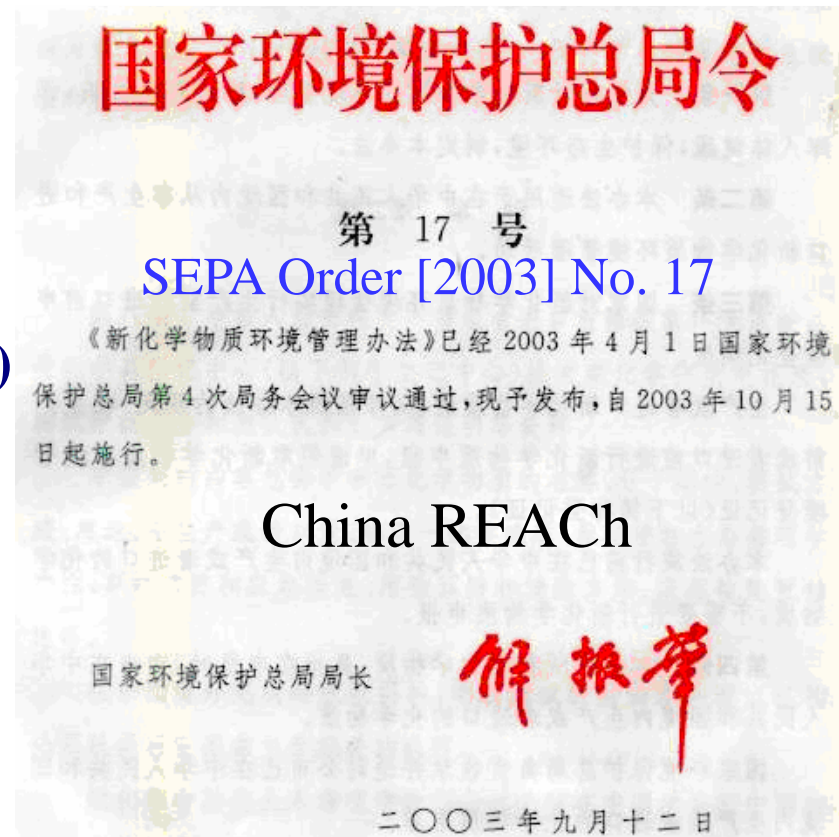 国家环境保护总局令
第 17 号
SEPA Order [2003] No. 17
)
《新化学物质环境管理办法》已经 2003 年 4 月 1 日国家环境
保护总局第 4 次局务会议审议通过,现予发布,自 2003 年 10 月 15
日起施行。
China REACh
国家环境保护总局局长 解振华
二〇〇三年九月十二日